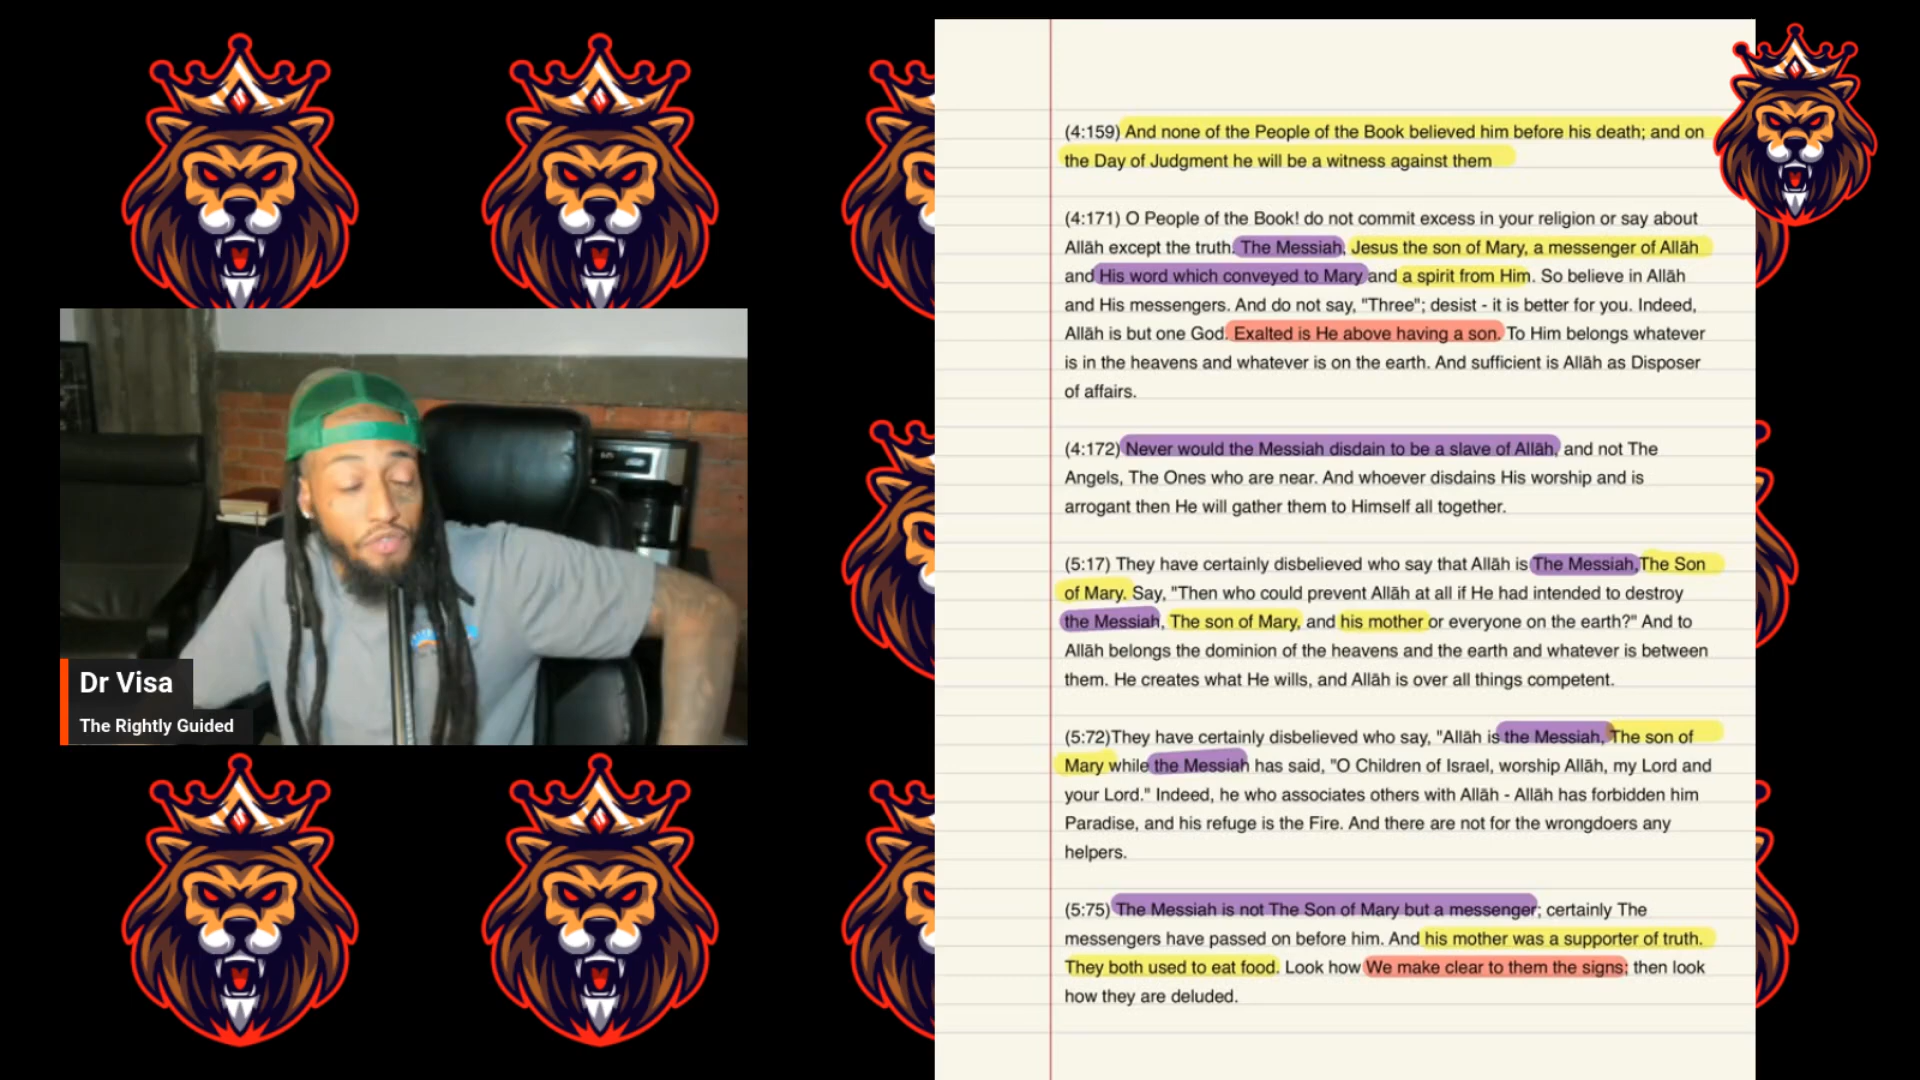 (4:159) And none of the People of the Book believed him before his death; and on
the Day of Judgment he will be a witness against them
(4:171) O People of the Book! do not commit excess in your religion or say about
Allāh except the truth. The Messiah, Jesus the son of Mary, a messenger of Allāh
and His word which conveyed to Mary and a spirit from Him. So believe in Allāh
and His messengers. And do not say, "Three"; desist - it is better for you. Indeed,
Allāh is but one God. Exalted is He above having a son. To Him belongs whatever
is in the heavens and whatever is on the earth. And sufficient is Allāh as Disposer
of affairs.
(4:172) Never would the Messiah disdain to be a slave of Allāh, and not The
Angels, The Ones who are near. And whoever disdains His worship and is
arrogant then He will gather them to Himself all together.
(5:17) They have certainly disbelieved who say that Allāh is The Messiah,The Son
of Mary. Say, "Then who could prevent Allāh at all if He had intended to destroy
the Messiah, The son of Mary, and his mother or everyone on the earth?" And to
Allāh belongs the dominion of the heavens and the earth and whatever is between
them. He creates what He wills, and Allāh is over all things competent.
(5:72)They have certainly disbelieved who say, "Allāh is the Messiah, The son of
Mary while the Messiah has said, "O Children of Israel, worship Allāh, my Lord and
your Lord." Indeed, he who associates others with Allāh - Allāh has forbidden him
Paradise, and his refuge is the Fire. And there are not for the wrongdoers any
helpers.
(5:75) The Messiah is not The Son of Mary but a messenger; certainly The
messengers have passed on before him. And his mother was a supporter of truth.
They both used to eat food. Look how We make clear to them the signs; then look
how they are deluded.
Dr Visa
The Rightly Guided